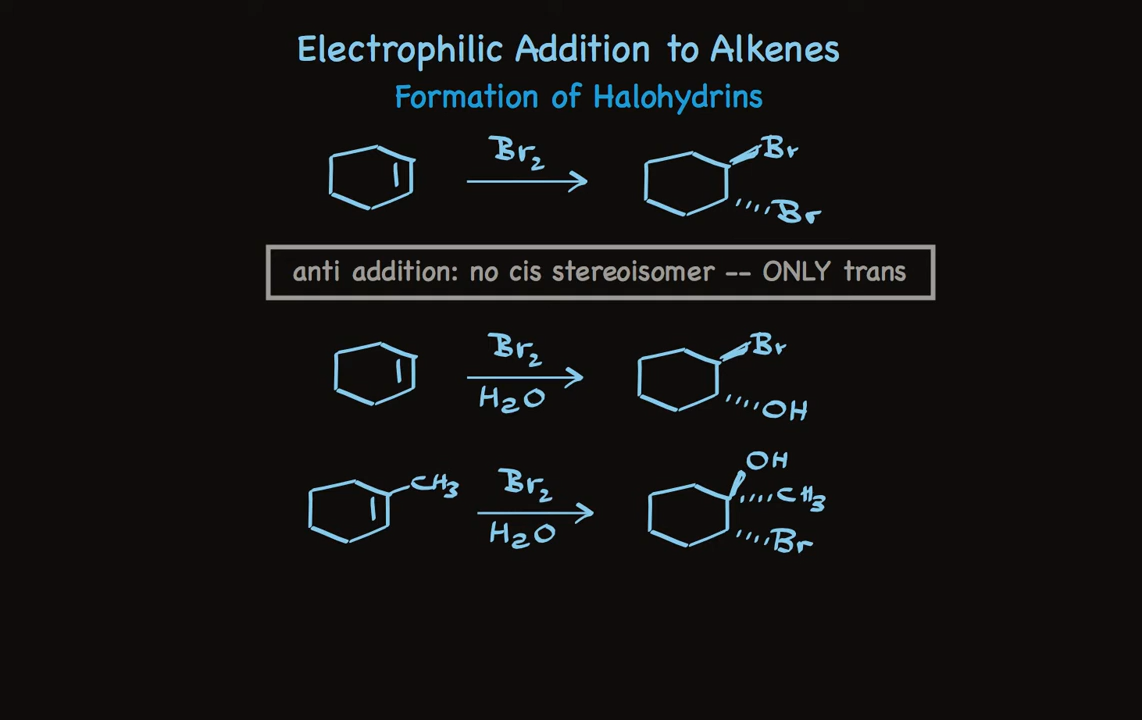 Electrophilic Addition to Alkenes
Formation of Halohydrins
Br2
Br
Br
anti addition: no cis stereoisomer -- ONLY trans
Br2
H2O
Br
OH
CH3
Br2
H2O
OH
CH3
Br